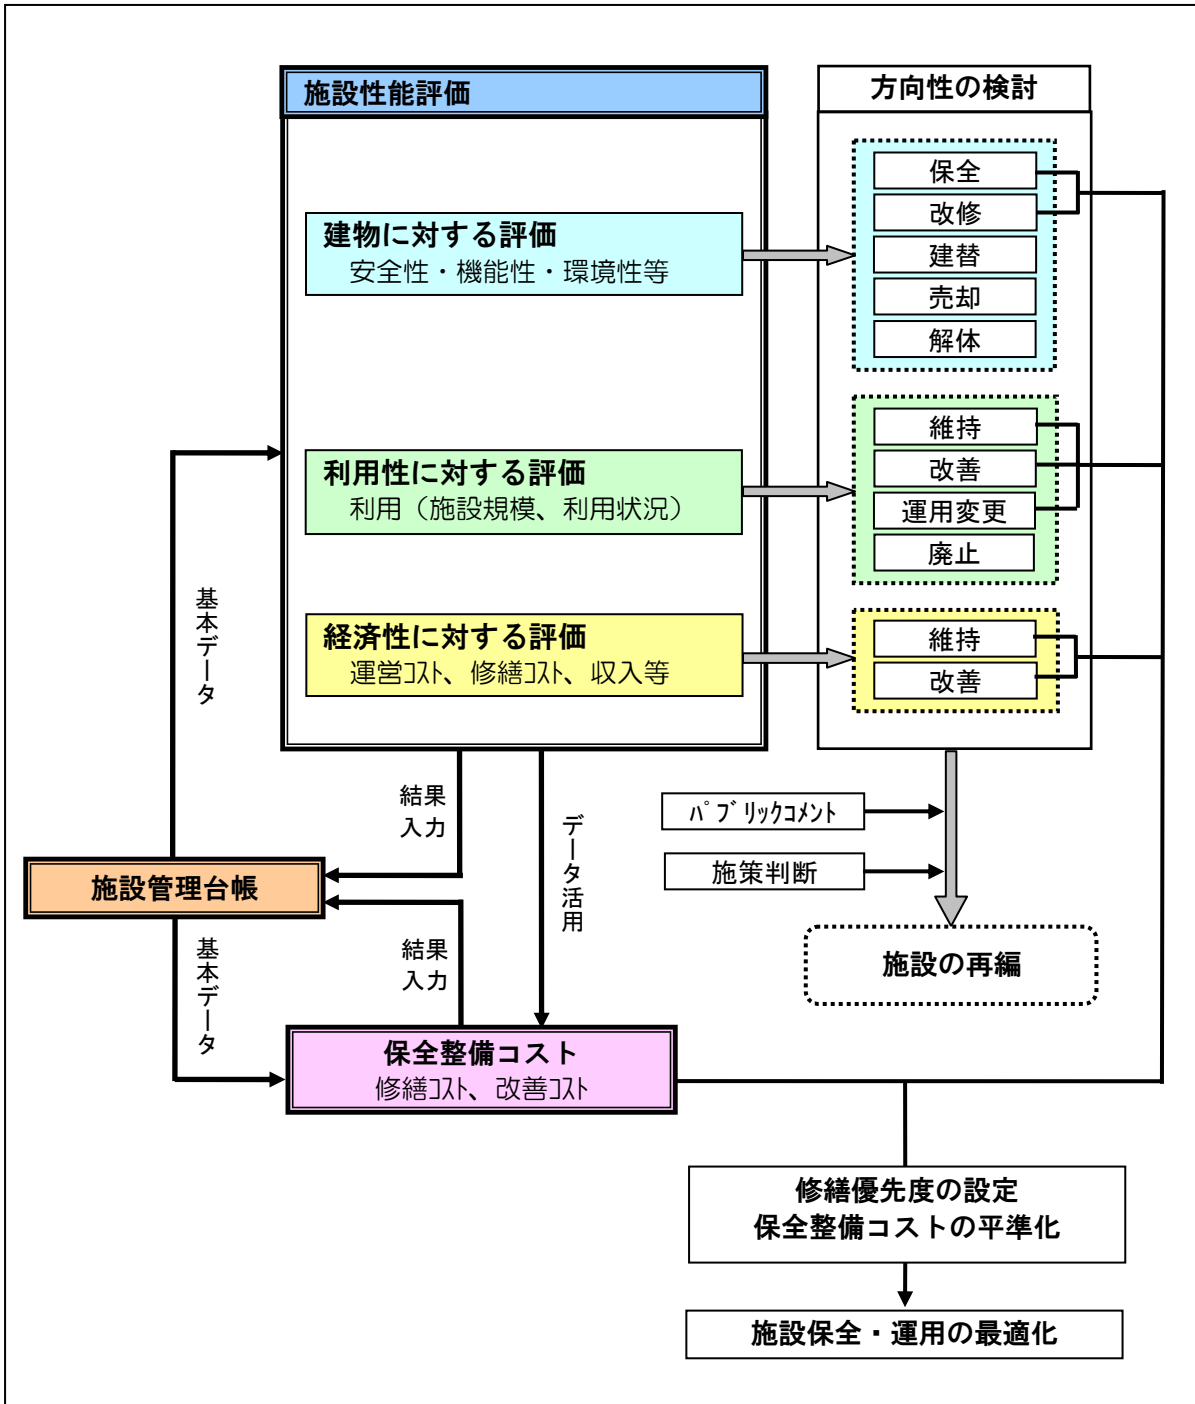 施設性能評価
建物に対する評価
安全性・機能性・環境性等
利用性に対する評価
利用（施設規模、利用状況）
経済性に対する評価
運営ｺｽﾄ、修繕ｺｽﾄ、収入等
方向性の検討
保全
改修
建替
売却
解体
維持
改善
運用変更
廃止
維持
改善
基本データ
結果
入力
データ活用
ﾊﾟﾌﾞﾘｯｸｺﾒﾝﾄ
施策判断
施設管理台帳
基本データ
結果
入力
施設の再編
保全整備コスト
修繕ｺｽﾄ、改善ｺｽﾄ
修繕優先度の設定
保全整備コストの平準化
施設保全・運用の最適化